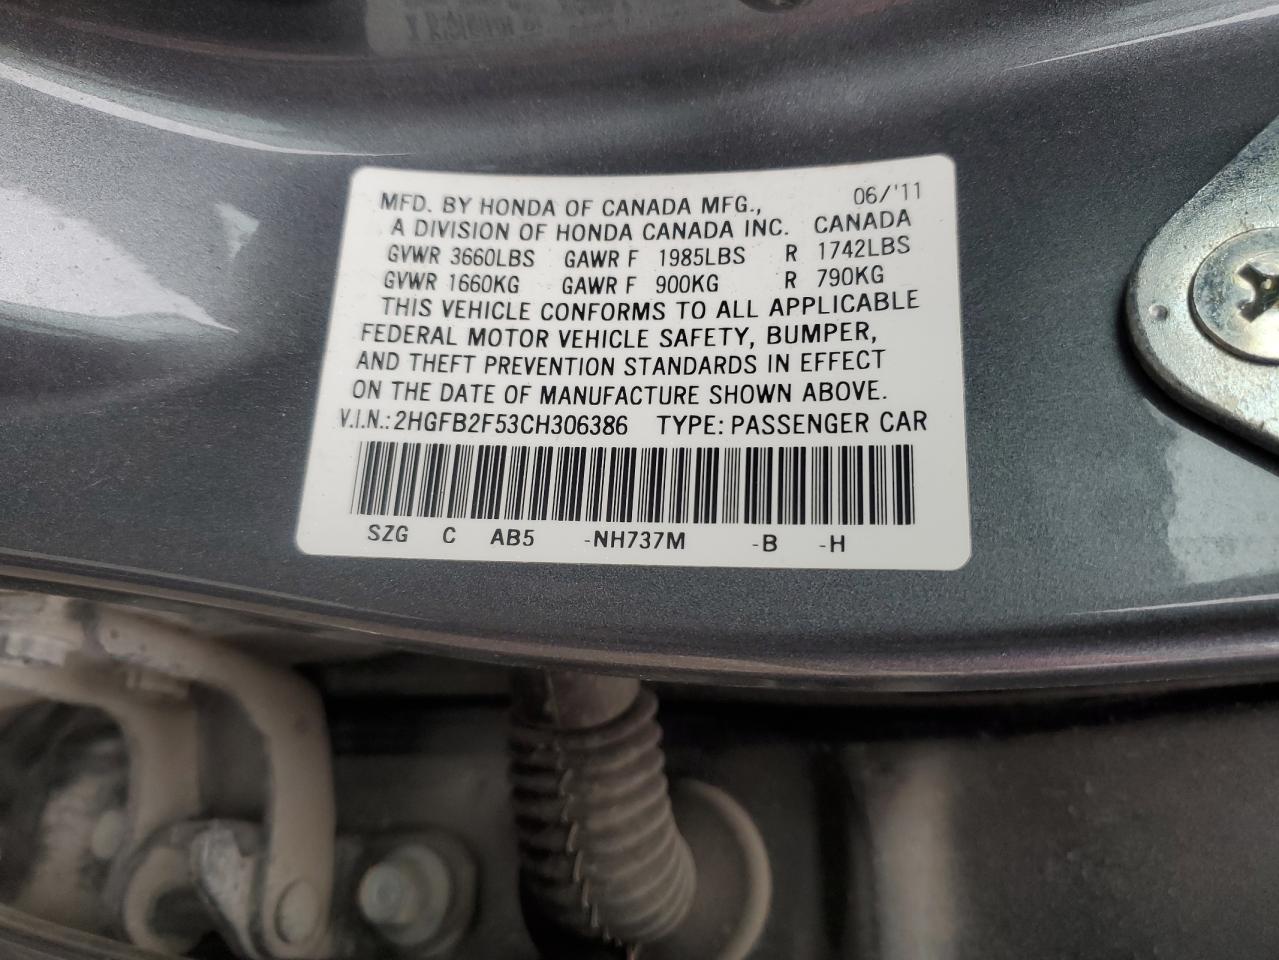 MFD. BY HONDA OF CANADA MFG., 06/'11
A DIVISION OF HONDA CANADA INC. CANADA
GVWR 3660LBS GAWR F 1985LBS R 1742LBS
GVWR 1660KG GAWR F 900KG R 790KG
THIS VEHICLE CONFORMS TO ALL APPLICABLE
FEDERAL MOTOR VEHICLE SAFETY, BUMPER,
AND THEFT PREVENTION STANDARDS IN EFFECT
ON THE DATE OF MANUFACTURE SHOWN ABOVE.
V.I.N.: 2HGFB2F53CH306386 TYPE: PASSENGER CAR
SZG C AB5 -NH737M -B -H